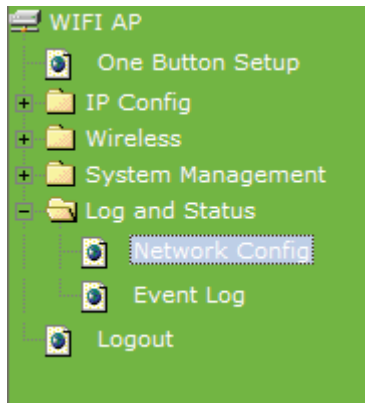 WIFI AP
One Button Setup
IP Config
Wireless
System Management
Log and Status
Network Config
Event Log
Logout